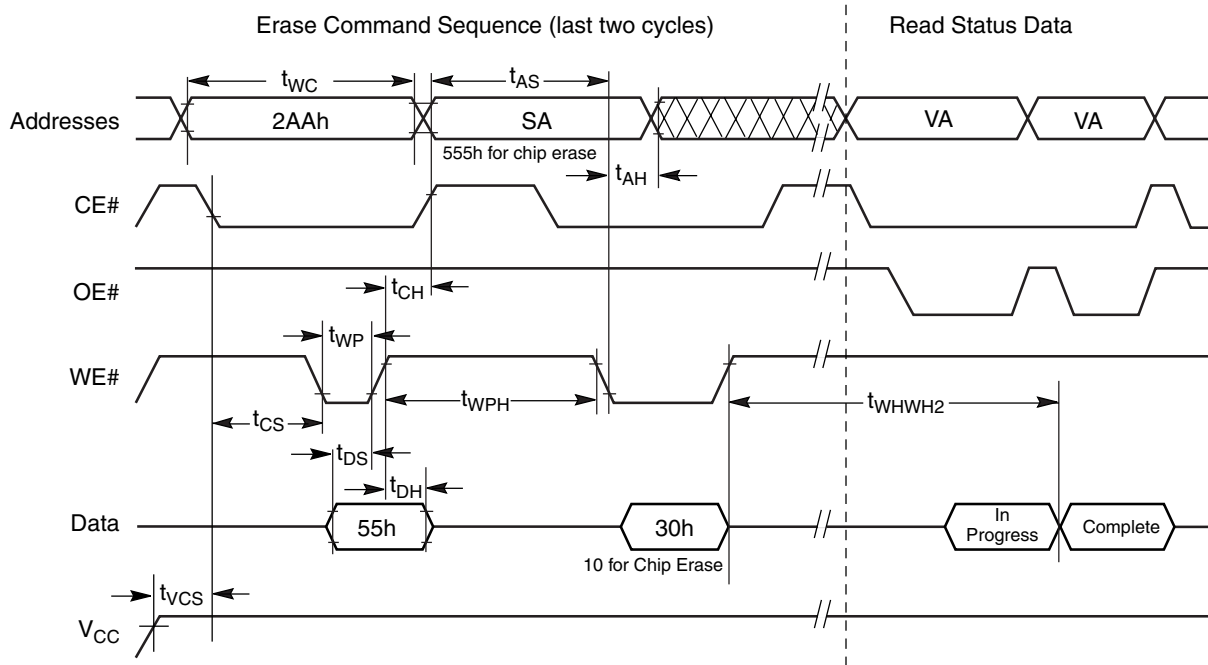 Erase Command Sequence (last two cycles)
Read Status Data
tWC
tAS
Addresses
2AAh
SA
VA
VA
555h for chip erase
tAH
CE#
OE#
tCH
tWP
WE#
tWPH
tWHWH2
tCS
tDS
tDH
Data
55h
30h
In
Progress
Complete
10 for Chip Erase
tVCS
VCC